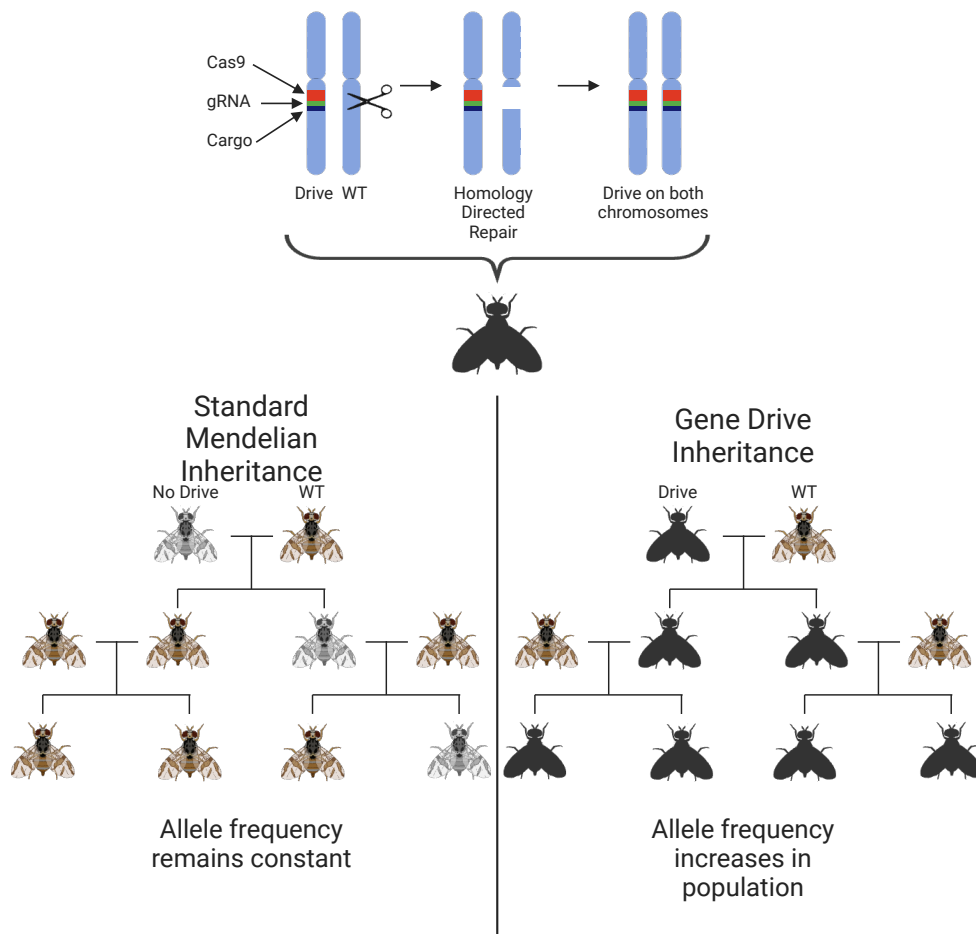 Cas9
gRNA
Cargo
Drive WT
Homology
Directed
Repair
Drive on both
chromosomes
Standard
Mendelian
Inheritance
No Drive
WT
Allele frequency
remains constant
Gene Drive
Inheritance
Drive
WT
Allele frequency
increases in
population